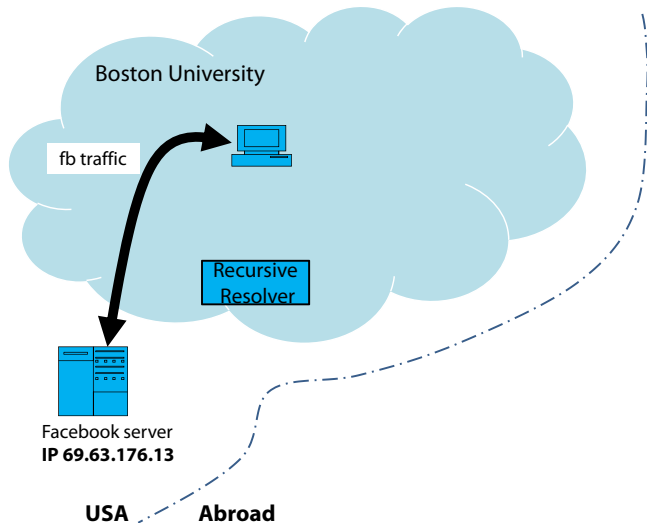 Boston University
fb traffic
Recursive
Resolver
Facebook server
IP 69.63.176.13
USA
Abroad